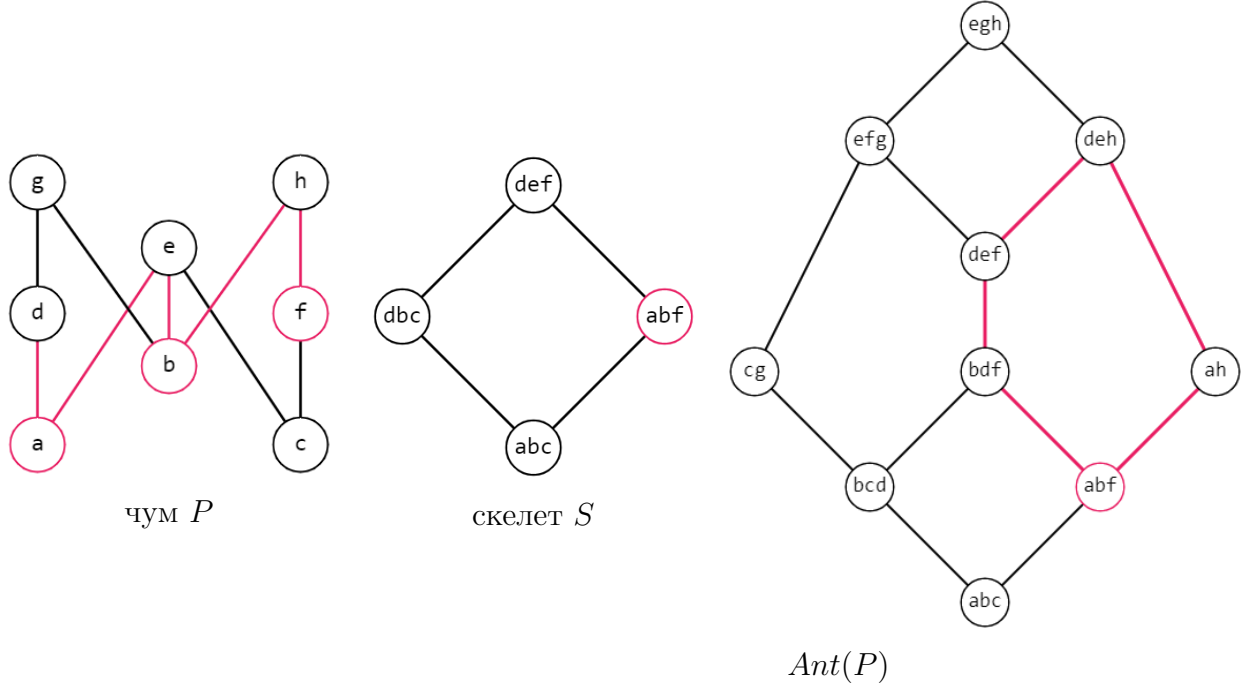 g
h
e
d
f
b
a
c
чум P
def
dbc
abf
abc
скелет S
egh
efg
deh
def
cg
bdf
ah
bcd
abf
abc
Ant(P)